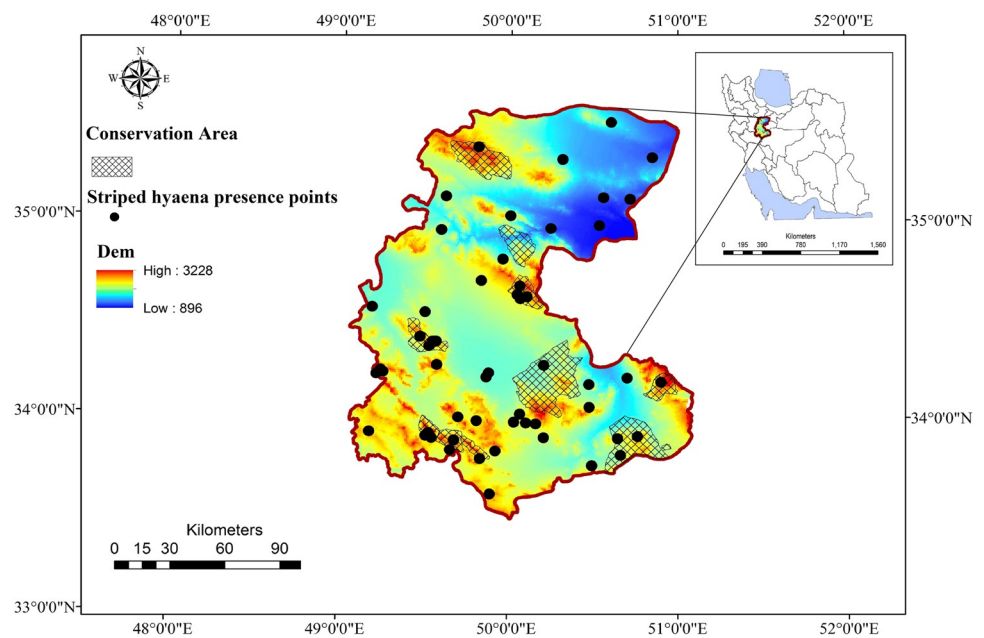 48°0'0"E 49°0'0"E 50°0'0"E 51°0'0"E 52°0'0"E
N
W E
S
Conservation Area
Striped hyaena presence points
Dem
High : 3228
Low : 896
35°0'0"N 35°0'0"N
34°0'0"N 34°0'0"N
33°0'0"N 33°0'0"N
Kilometers
0 195 390 780 1,170 1,560
Kilometers
0 15 30 60 90
48°0'0"E 49°0'0"E 50°0'0"E 51°0'0"E 52°0'0"E